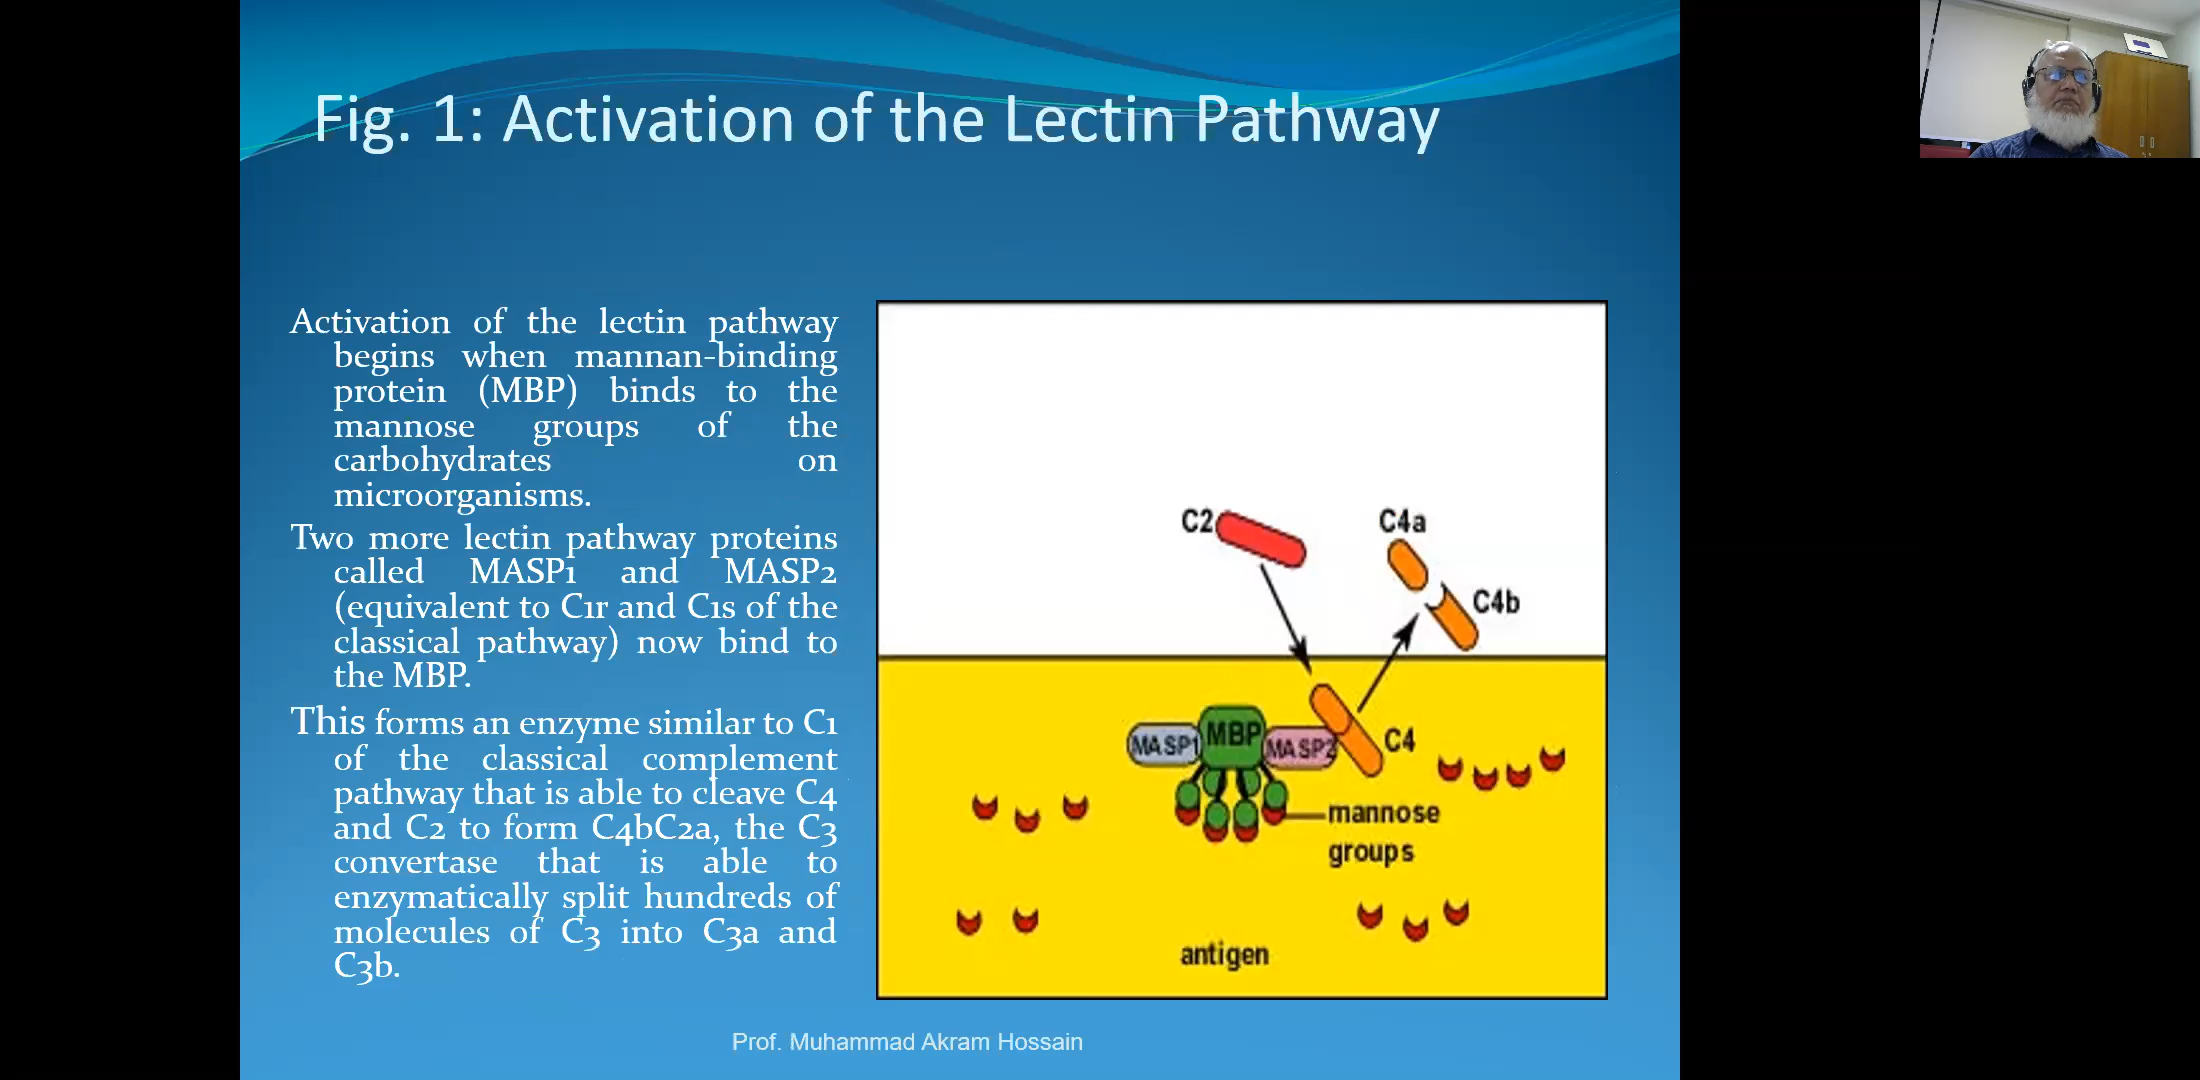 Fig. 1: Activation of the Lectin Pathway
Activation of the lectin pathway
begins when mannan-binding
protein (MBP) binds to the
mannose groups of the
carbohydrates on
microorganisms.
Two more lectin pathway proteins
called MASP1 and MASP2
(equivalent to C1r and C1s of the
classical pathway) now bind to
the MBP.
This forms an enzyme similar to C1
of the classical complement
pathway that is able to cleave C4
and C2 to form C4bC2a, the C3
convertase that is able to
enzymatically split hundreds of
molecules of C3 into C3a and
C3b.
C2
C4a
C4b
MASP1
MBP
MASP2
C4
mannose
groups
antigen
Prof. Muhammad Akram Hossain